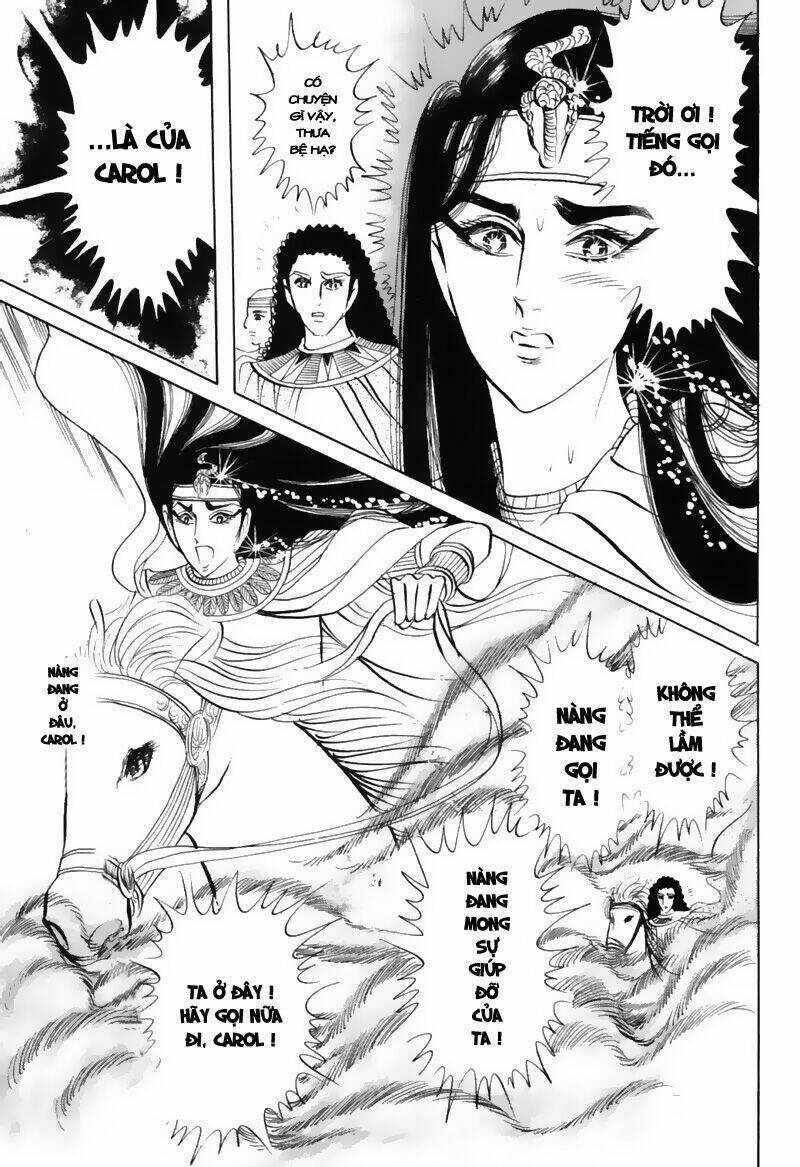 TRỜI ƠI !
TIẾNG GỌI
ĐÓ...
CÓ
CHUYỆN
GÌ VẬY,
THƯA
BỆ HẠ?
...LÀ CỦA
CAROL !
KHÔNG
THỂ
LẦM
ĐƯỢC !
NÀNG
ĐANG
GỌI
TA !
NÀNG
ĐANG
Ở
ĐÂU,
CAROL !
NÀNG
ĐANG
MONG
SỰ
GIÚP
ĐỠ
CỦA
TA !
TA Ở ĐÂY !
HÃY GỌI NỮA
ĐI, CAROL !